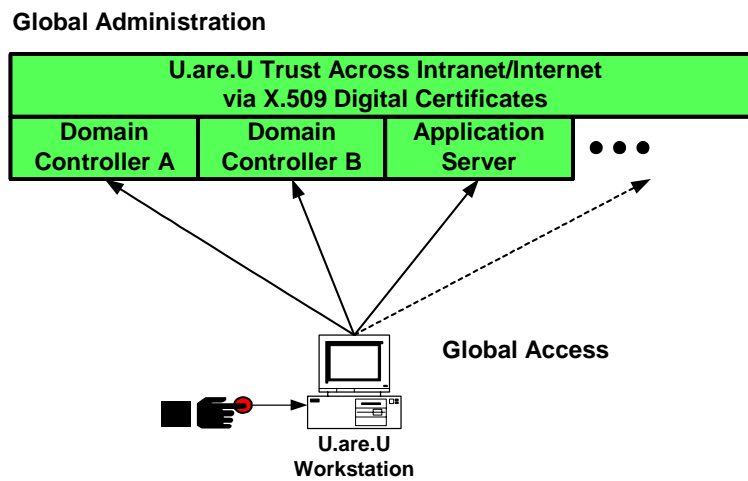 Global Administration
U.are.U Trust Across Intranet/Internet
via X.509 Digital Certificates
Domain
Controller A
Domain
Controller B
Application
Server
Global Access
U.are.U
Workstation